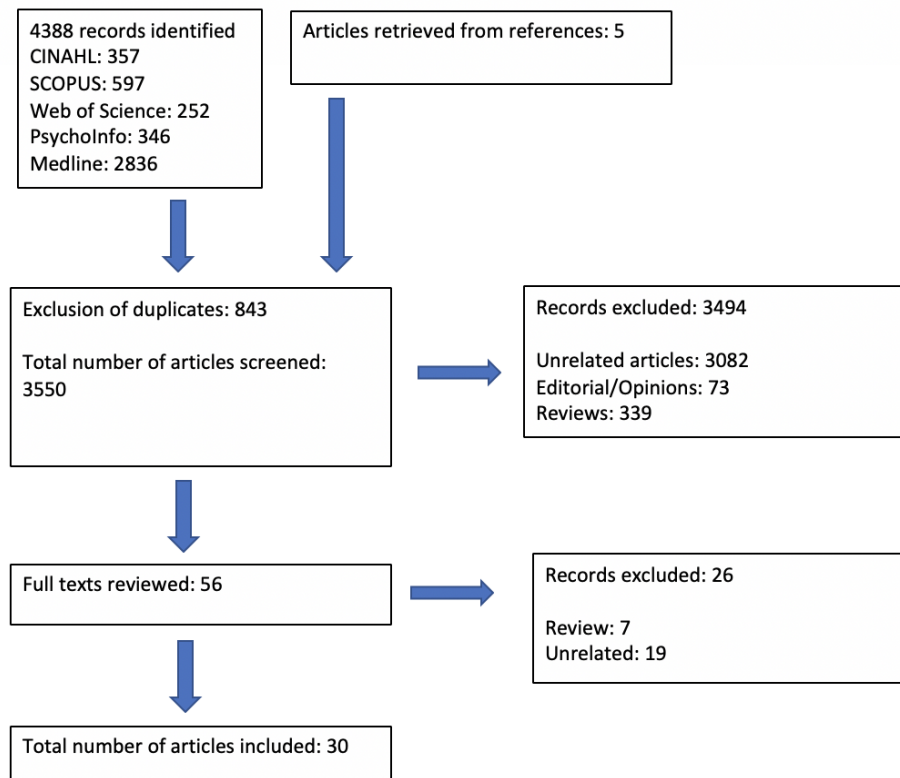 4388 records identified
CINAHL: 357
SCOPUS: 597
Web of Science: 252
PsychoInfo: 346
Medline: 2836
Articles retrieved from references: 5
Exclusion of duplicates: 843
Total number of articles screened:
3550
Records excluded: 3494
Unrelated articles: 3082
Editorial/Opinions: 73
Reviews: 339
Full texts reviewed: 56
Records excluded: 26
Review: 7
Unrelated: 19
Total number of articles included: 30